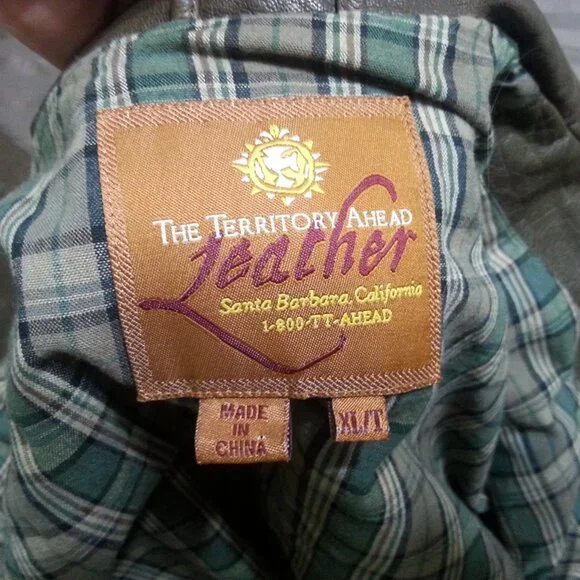 THE TERRITORY AHEAD
Leather
Santa Barbara, California
1-800-TT-AHEAD
MADE
IN
CHINA
XL/T